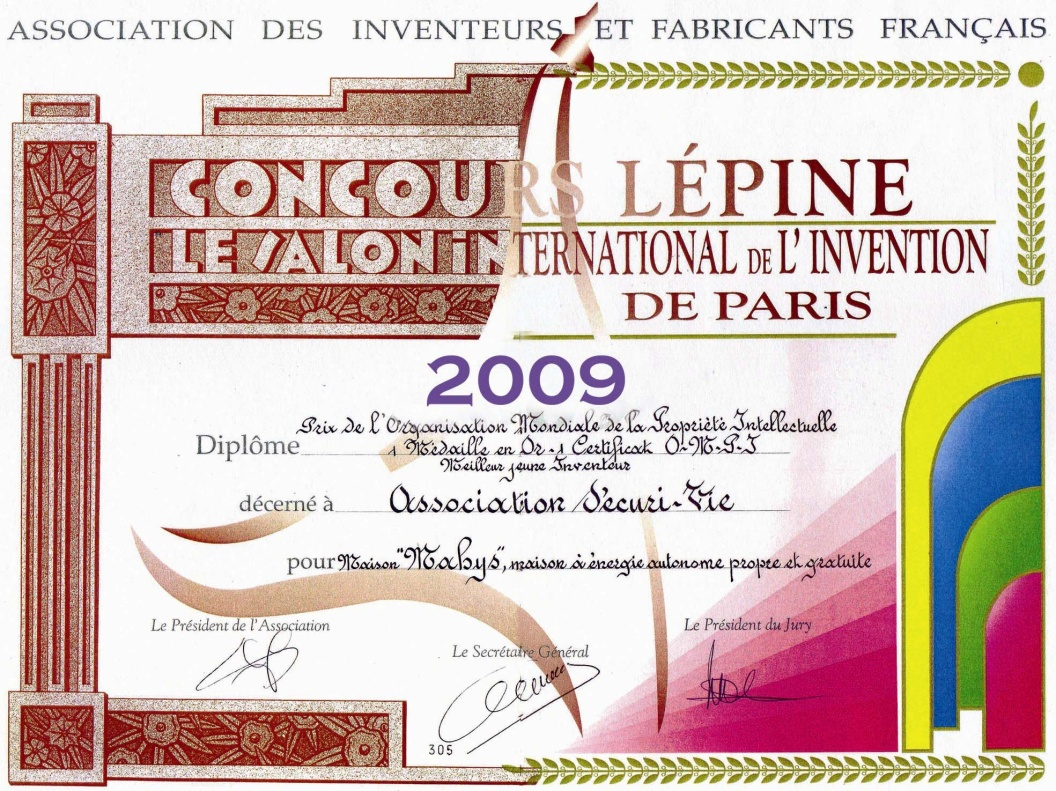 ASSOCIATION DES INVENTEURS ET FABRICANTS FRANÇAIS
CONCOURS LÉPINE
LE SALON INTERNATIONAL DE L'INVENTION
DE PARIS
2009
Prix de l'Organisation Mondiale de la Propriété Intellectuelle
Diplôme 1 Médaille en Or - 1 Certificat O-M-P-I
Meilleur jeune Inventeur
décerné à Association Sécuri-Vie
pour Maison "Mahys", maison à énergie autonome propre et gratuite
Le Président de l'Association
Le Président du Jury
Le Secrétaire Général
305